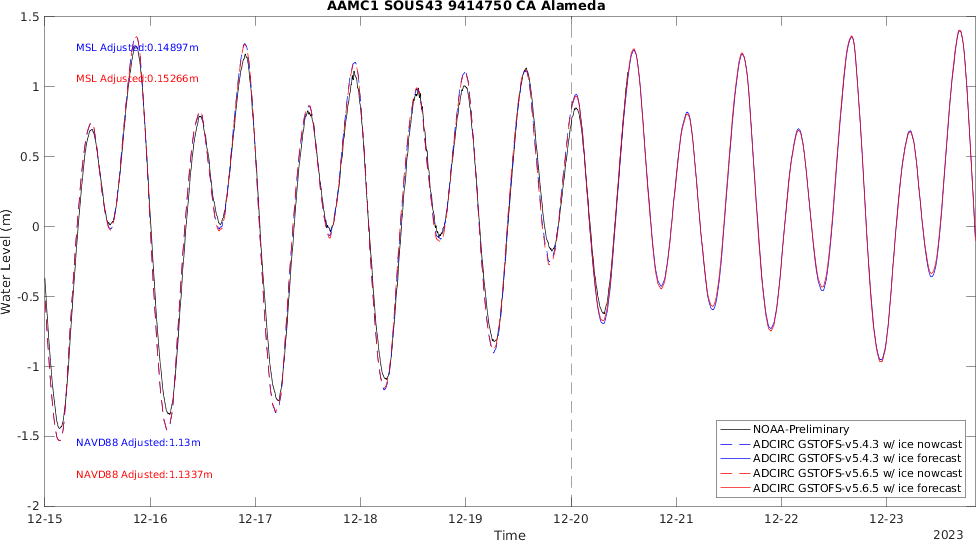 AAMC1 SOUS43 9414750 CA Alameda
1.5
MSL Adjusted:0.14897m
MSL Adjusted:0.15266m
1
0.5
0
Water Level (m)
-0.5
-1
-1.5
NAVD88 Adjusted:1.13m
NAVD88 Adjusted:1.1337m
-2
NOAA-Preliminary
ADCIRC GSTOFS-v5.4.3 w/ ice nowcast
ADCIRC GSTOFS-v5.4.3 w/ ice forecast
ADCIRC GSTOFS-v5.6.5 w/ ice nowcast
ADCIRC GSTOFS-v5.6.5 w/ ice forecast
12-15 12-16 12-17 12-18 12-19 12-20 12-21 12-22 12-23
Time
2023